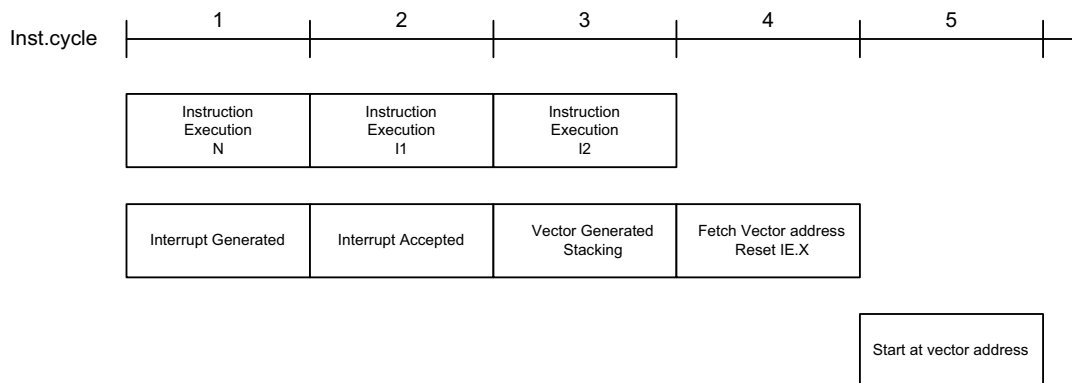 1 2 3 4 5
Inst.cycle
Instruction
Execution
N
Instruction
Execution
I1
Instruction
Execution
I2
Interrupt Generated
Interrupt Accepted
Vector Generated
Stacking
Fetch Vector address
Reset IE.X
Start at vector address